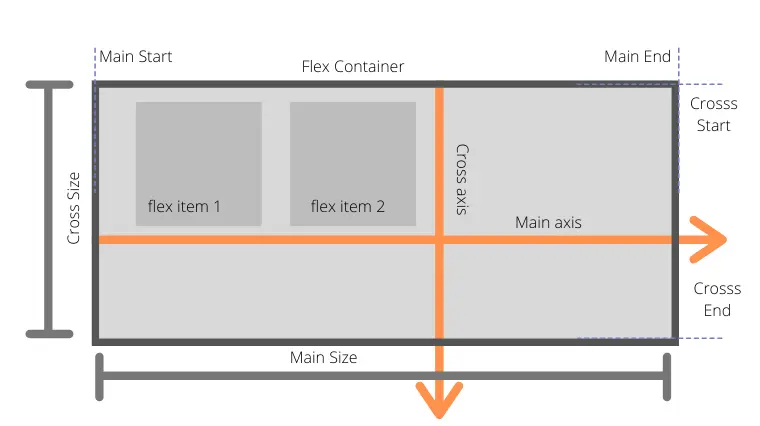 Main Start
Main End
Flex Container
Crosss
Start
Cross Size
Cross axis
flex item 1
flex item 2
Main axis
Crosss
End
Main Size